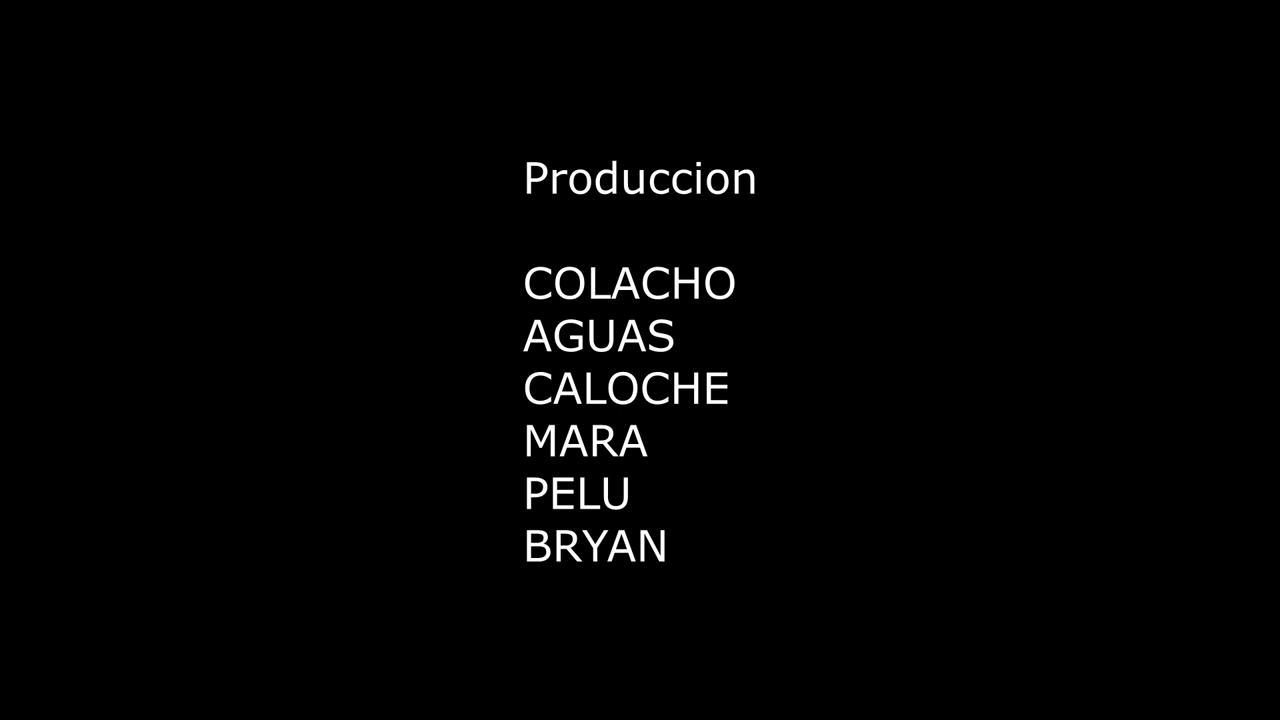 Produccion
COLACHO
AGUAS
CALOCHE
MARA
PELU
BRYAN